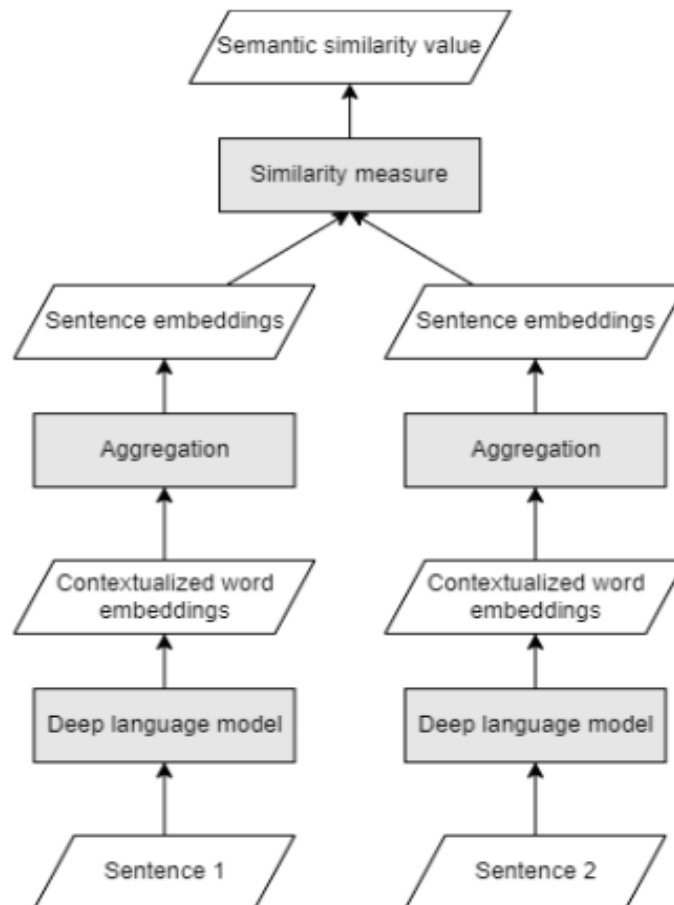 Semantic similarity value
Similarity measure
Sentence embeddings
Sentence embeddings
Aggregation
Aggregation
Contextualized word
embeddings
Contextualized word
embeddings
Deep language model
Deep language model
Sentence 1
Sentence 2